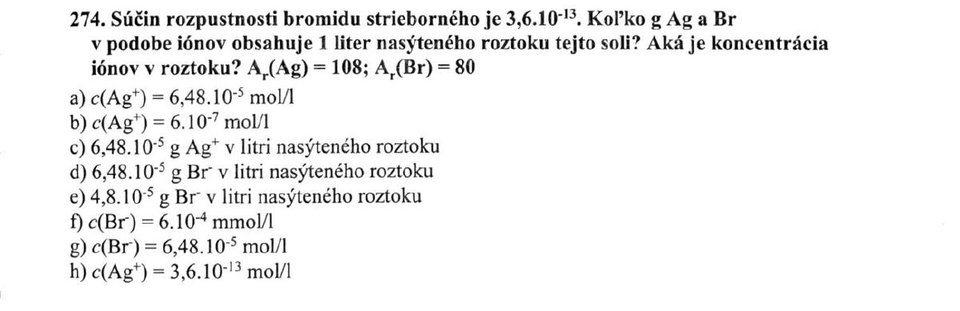 274. Súčin rozpustnosti bromidu strieborného je 3,6.10⁻¹³. Koľko g Ag a Br
v podobe iónov obsahuje 1 liter nasýteného roztoku tejto soli? Aká je koncentrácia
iónov v roztoku? Aᵣ(Ag) = 108; Aᵣ(Br) = 80
a) c(Ag⁺) = 6,48.10⁻⁵ mol/l
b) c(Ag⁺) = 6.10⁻⁷ mol/l
c) 6,48.10⁻⁵ g Ag⁺ v litri nasýteného roztoku
d) 6,48.10⁻⁵ g Br⁻ v litri nasýteného roztoku
e) 4,8.10⁻⁵ g Br⁻ v litri nasýteného roztoku
f) c(Br⁻) = 6.10⁻⁴ mmol/l
g) c(Br⁻) = 6,48.10⁻⁵ mol/l
h) c(Ag⁺) = 3,6.10⁻¹³ mol/l